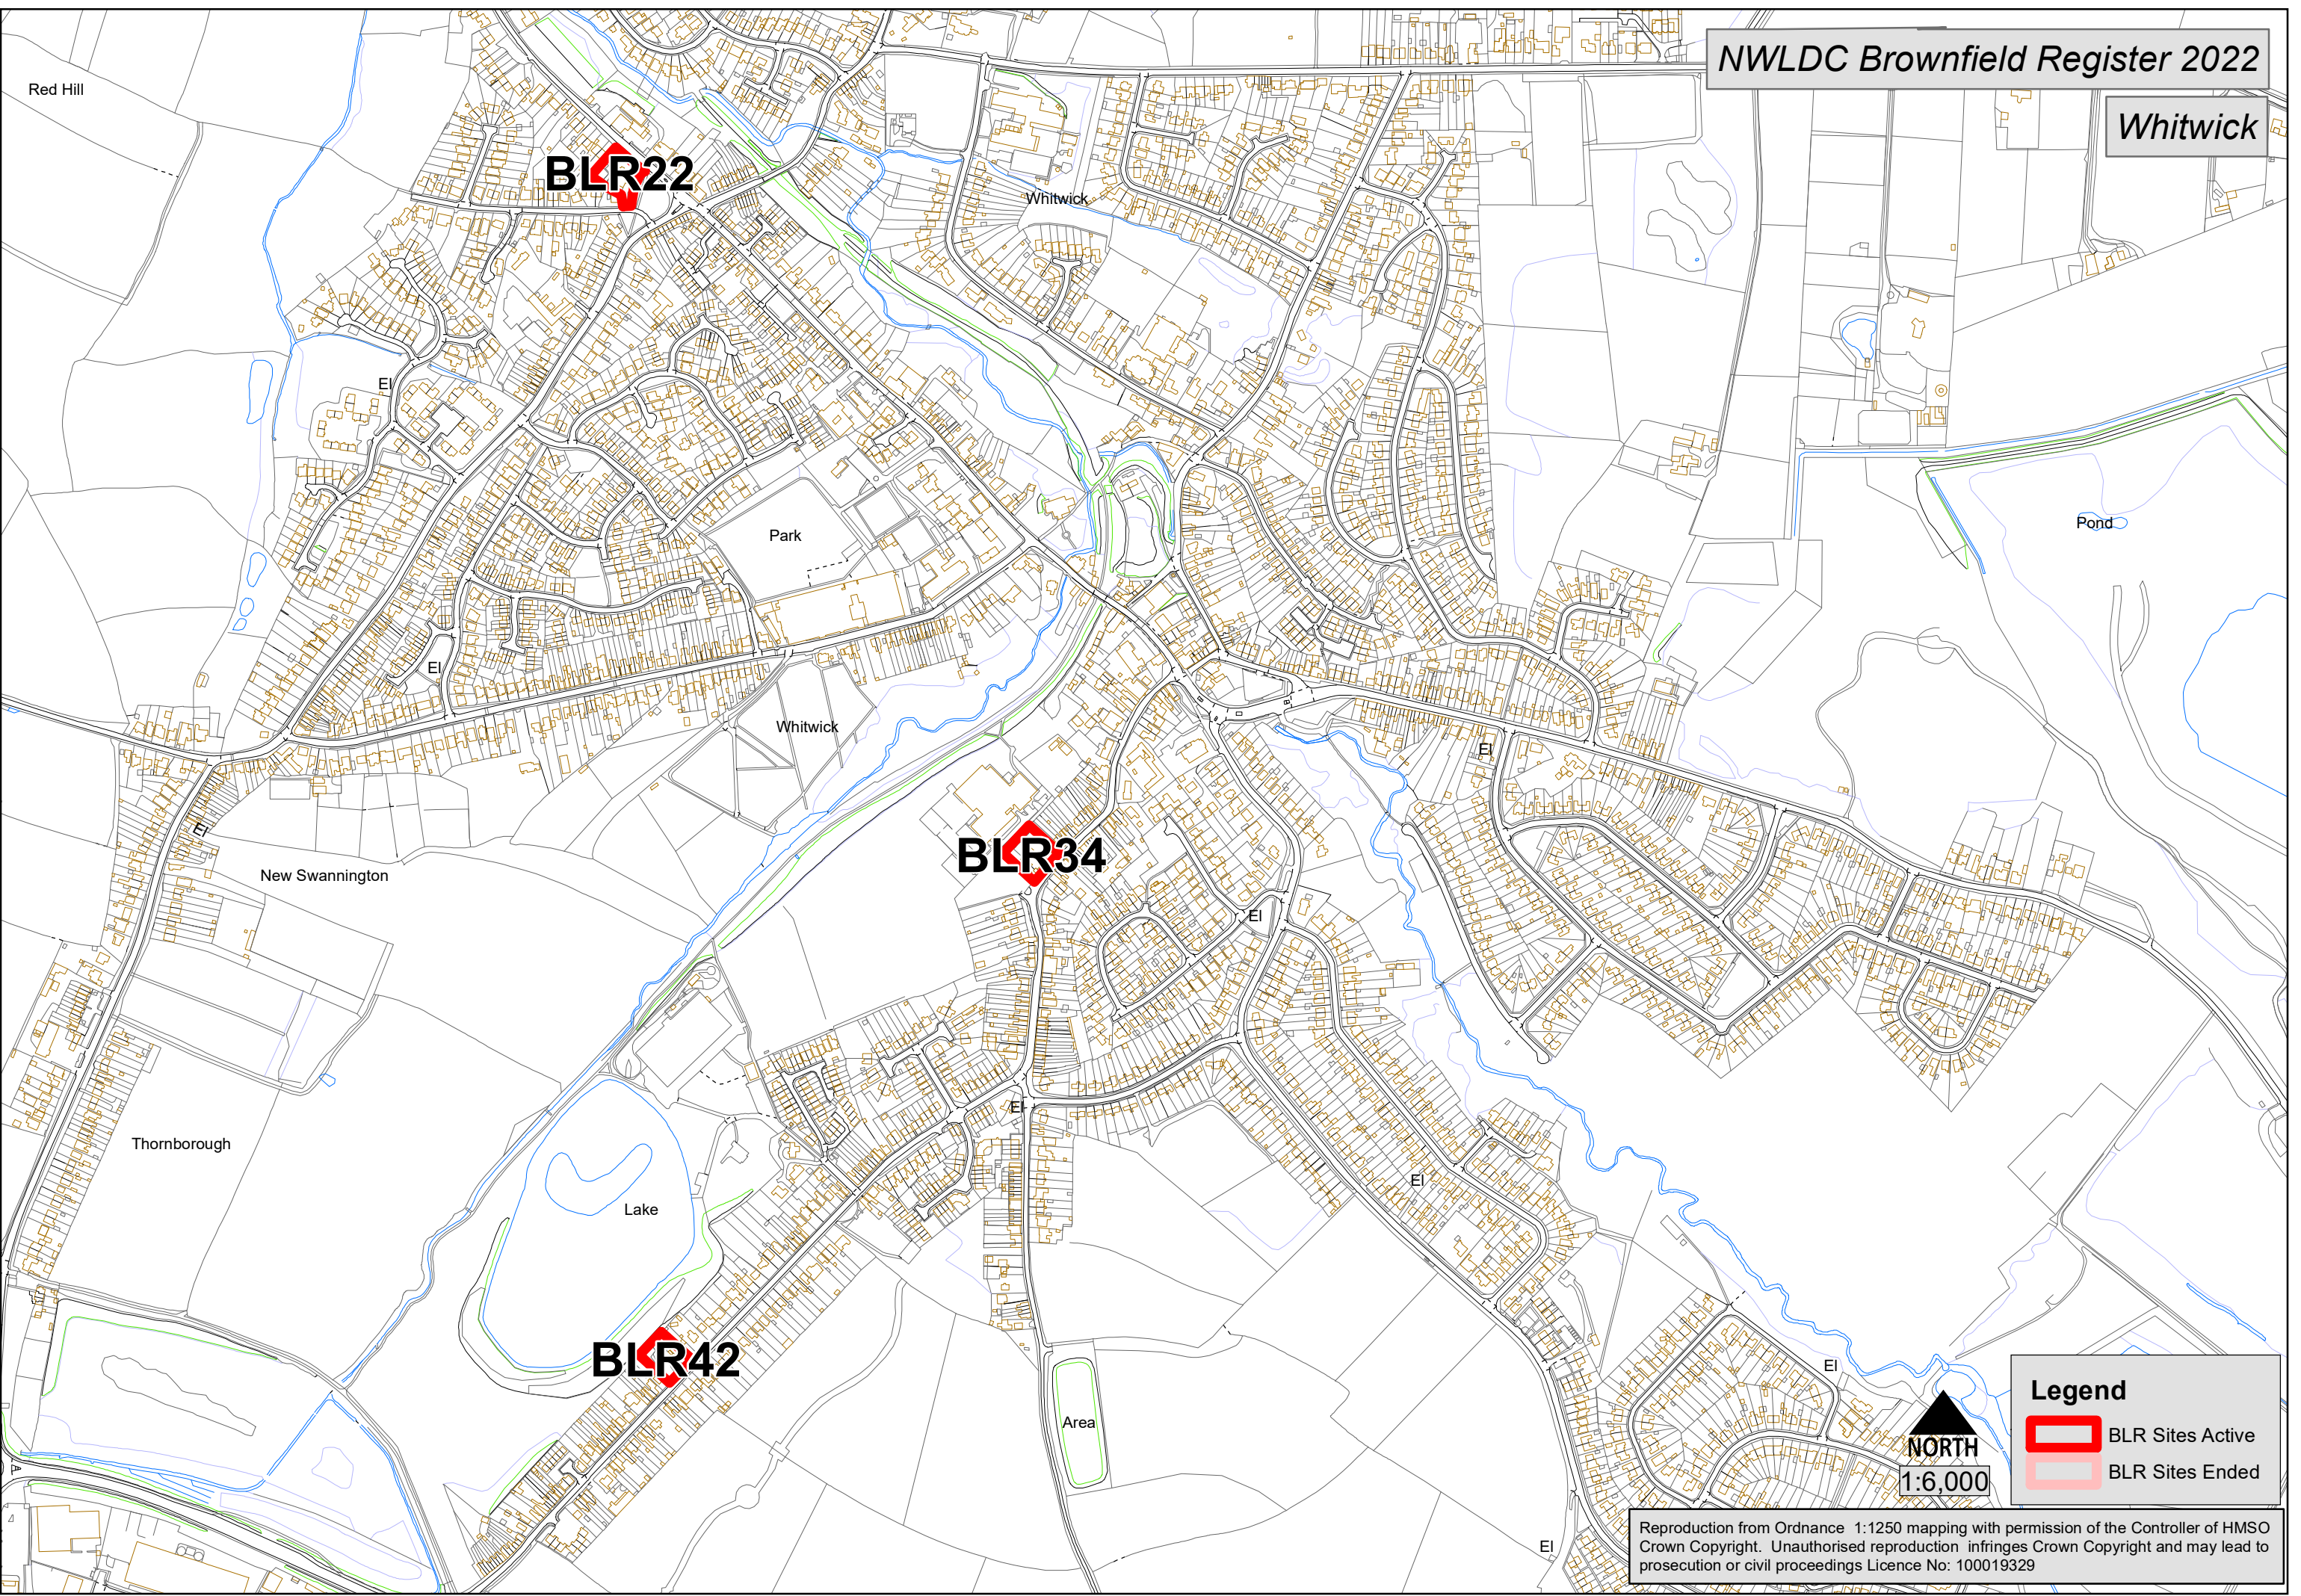 NWLDC Brownfield Register 2022
Whitwick
Red Hill
BLR22
Whitwick
El
Park
Pond
El
Whitwick
El
El
BLR34
New Swannington
El
El
Thornborough
El
Lake
BLR42
El
Area
El
NORTH
1:6,000
Legend
BLR Sites Active
BLR Sites Ended
Reproduction from Ordnance 1:1250 mapping with permission of the Controller of HMSO
Crown Copyright. Unauthorised reproduction infringes Crown Copyright and may lead to
prosecution or civil proceedings Licence No: 100019329